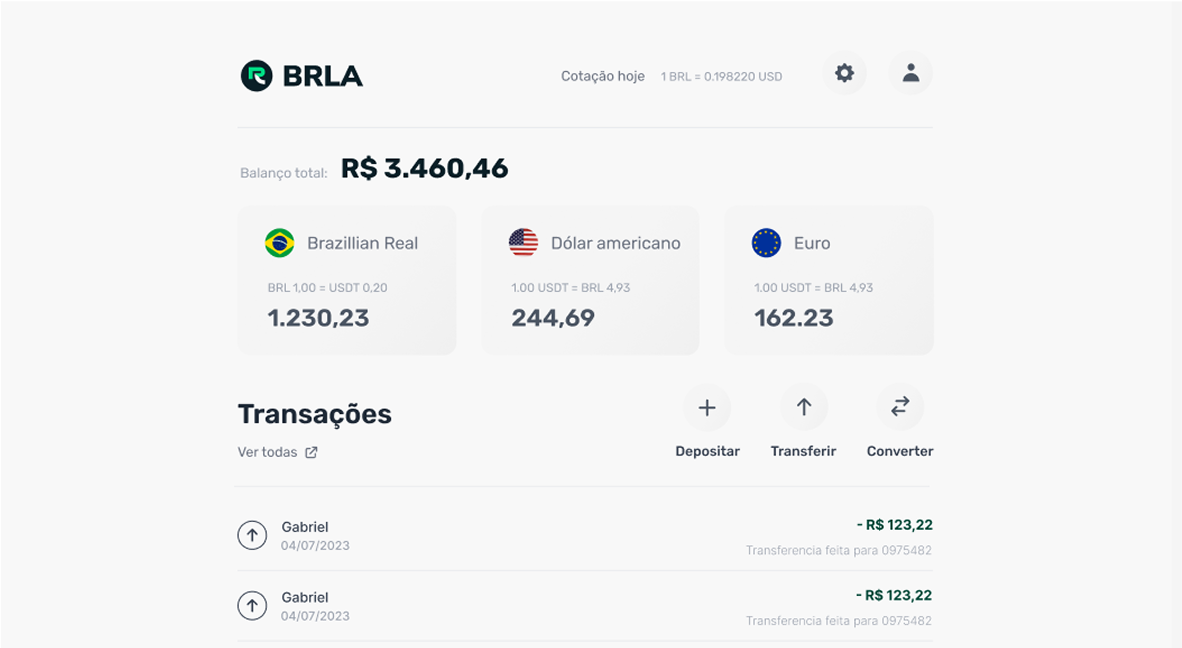 BRLA
Cotação hoje 1 BRL = 0.198220 USD
Balanço total: R$ 3.460,46
Brazillian Real
BRL 1,00 = USDT 0,20
1.230,23
Dólar americano
1.00 USDT = BRL 4,93
244,69
Euro
1.00 USDT = BRL 4,93
162.23
Transações
Ver todas
Depositar
Transferir
Converter
Gabriel
04/07/2023
- R$ 123,22
Transferencia feita para 0975482
Gabriel
04/07/2023
- R$ 123,22
Transferencia feita para 0975482